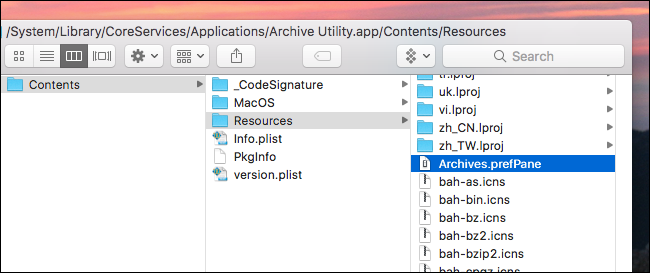 /System/Library/CoreServices/Applications/Archive Utility.app/Contents/Resources
Search
Contents
_CodeSignature
MacOS
Resources
Info.plist
PkgInfo
version.plist
tr.lproj
uk.lproj
vi.lproj
zh_CN.lproj
zh_TW.lproj
Archives.prefPane
bah-as.icns
bah-bin.icns
bah-bz.icns
bah-bz2.icns
bah-bzip2.icns